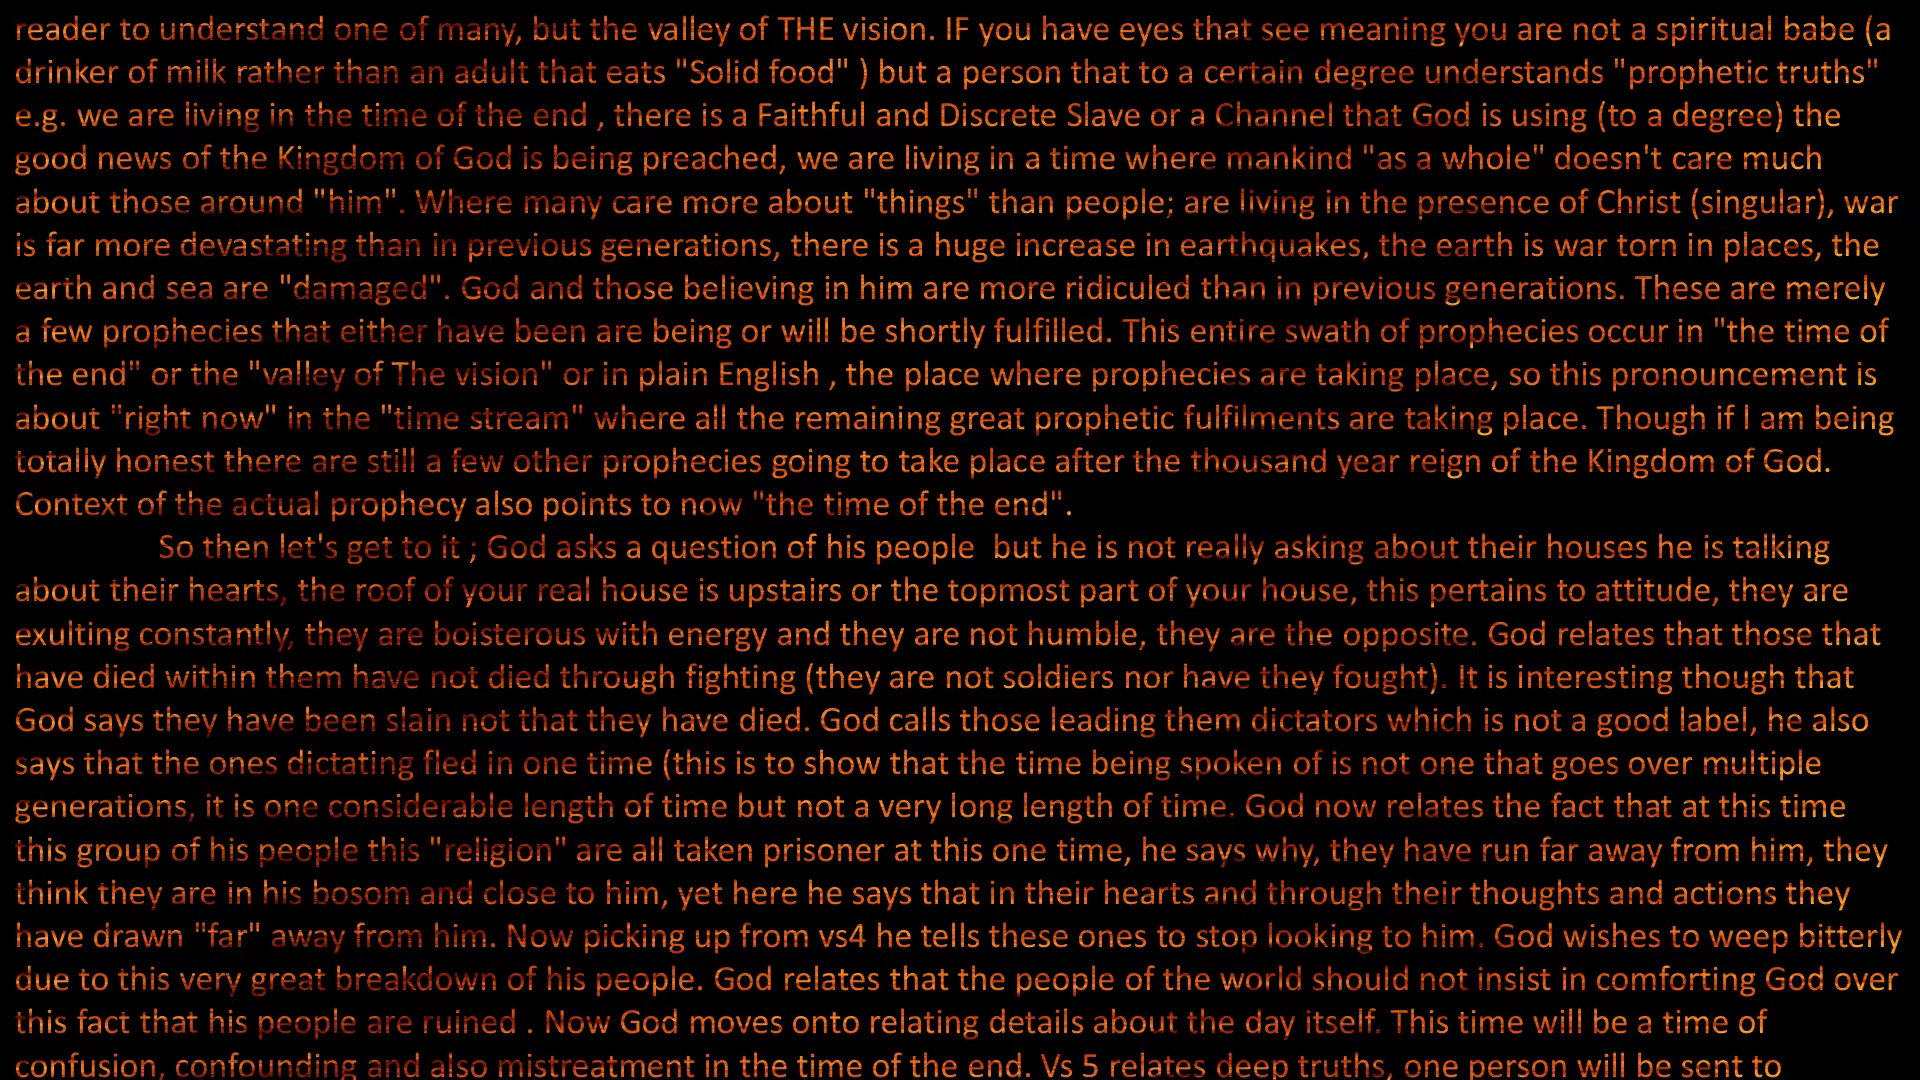 reader to understand one of many, but the valley of THE vision. IF you have eyes that see meaning you are not a spiritual babe (a
drinker of milk rather than an adult that eats "Solid food" ) but a person that to a certain degree understands "prophetic truths"
e.g. we are living in the time of the end , there is a Faithful and Discrete Slave or a Channel that God is using (to a degree) the
good news of the Kingdom of God is being preached, we are living in a time where mankind "as a whole" doesn't care much
about those around "him". Where many care more about "things" than people; are living in the presence of Christ (singular), war
is far more devastating than in previous generations, there is a huge increase in earthquakes, the earth is war torn in places, the
earth and sea are "damaged". God and those believing in him are more ridiculed than in previous generations. These are merely
a few prophecies that either have been are being or will be shortly fulfilled. This entire swath of prophecies occur in "the time of
the end" or the "valley of The vision" or in plain English , the place where prophecies are taking place, so this pronouncement is
about "right now" in the "time stream" where all the remaining great prophetic fulfilments are taking place. Though if I am being
totally honest there are still a few other prophecies going to take place after the thousand year reign of the Kingdom of God.
Context of the actual prophecy also points to now "the time of the end".
So then let's get to it ; God asks a question of his people  but he is not really asking about their houses he is talking
about their hearts, the roof of your real house is upstairs or the topmost part of your house, this pertains to attitude, they are
exulting constantly, they are boisterous with energy and they are not humble, they are the opposite. God relates that those that
have died within them have not died through fighting (they are not soldiers nor have they fought). It is interesting though that
God says they have been slain not that they have died. God calls those leading them dictators which is not a good label, he also
says that the ones dictating fled in one time (this is to show that the time being spoken of is not one that goes over multiple
generations, it is one considerable length of time but not a very long length of time. God now relates the fact that at this time
this group of his people this "religion" are all taken prisoner at this one time, he says why, they have run far away from him, they
think they are in his bosom and close to him, yet here he says that in their hearts and through their thoughts and actions they
have drawn "far" away from him. Now picking up from vs4 he tells these ones to stop looking to him. God wishes to weep bitterly
due to this very great breakdown of his people. God relates that the people of the world should not insist in comforting God over
this fact that his people are ruined . Now God moves onto relating details about the day itself. This time will be a time of
confusion, confounding and also mistreatment in the time of the end. Vs 5 relates deep truths, one person will be sent to